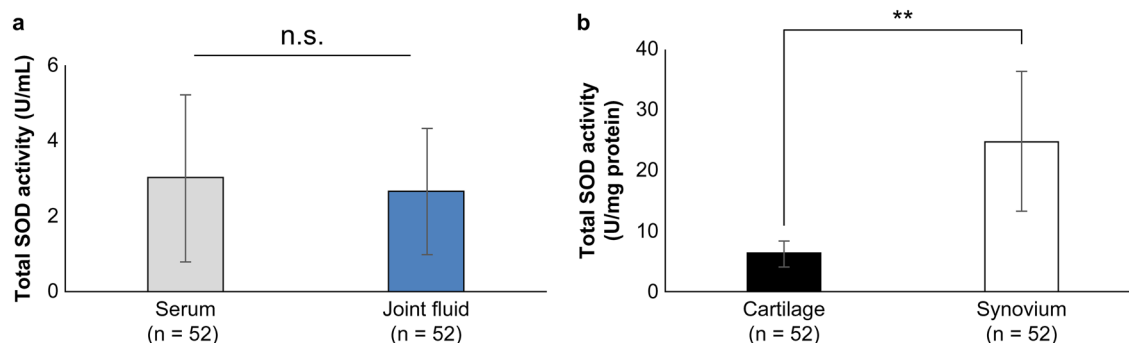 a
n.s.
Total SOD activity (U/mL)
6
4
2
0
Serum
(n = 52)
Joint fluid
(n = 52)
b
**
Total SOD activity
(U/mg protein)
40
30
20
10
0
Cartilage
(n = 52)
Synovium
(n = 52)